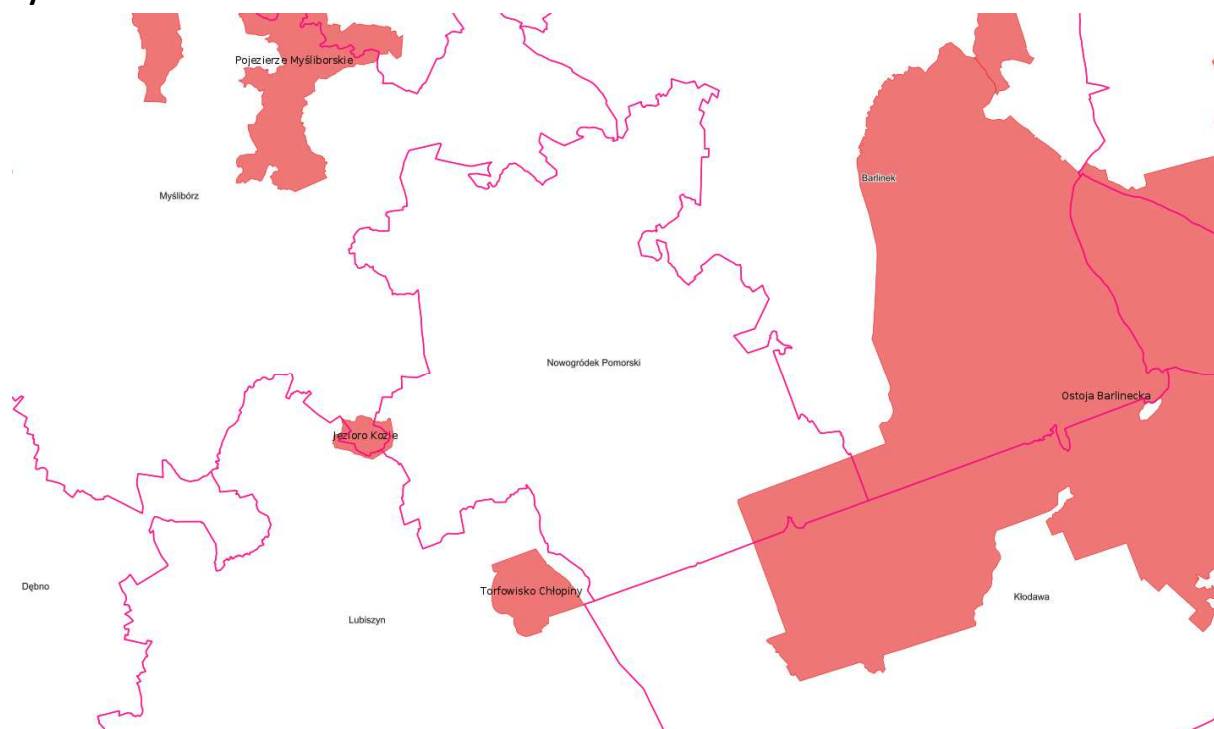 Pojezierze Myśliborskie
Barlinek
Myślibórz
Nowogródek Pomorski
Ostoja Barlinecka
Jezioro Kozie
Dębno
Torfowisko Chłopiny
Kłodawa
Lubiszyn